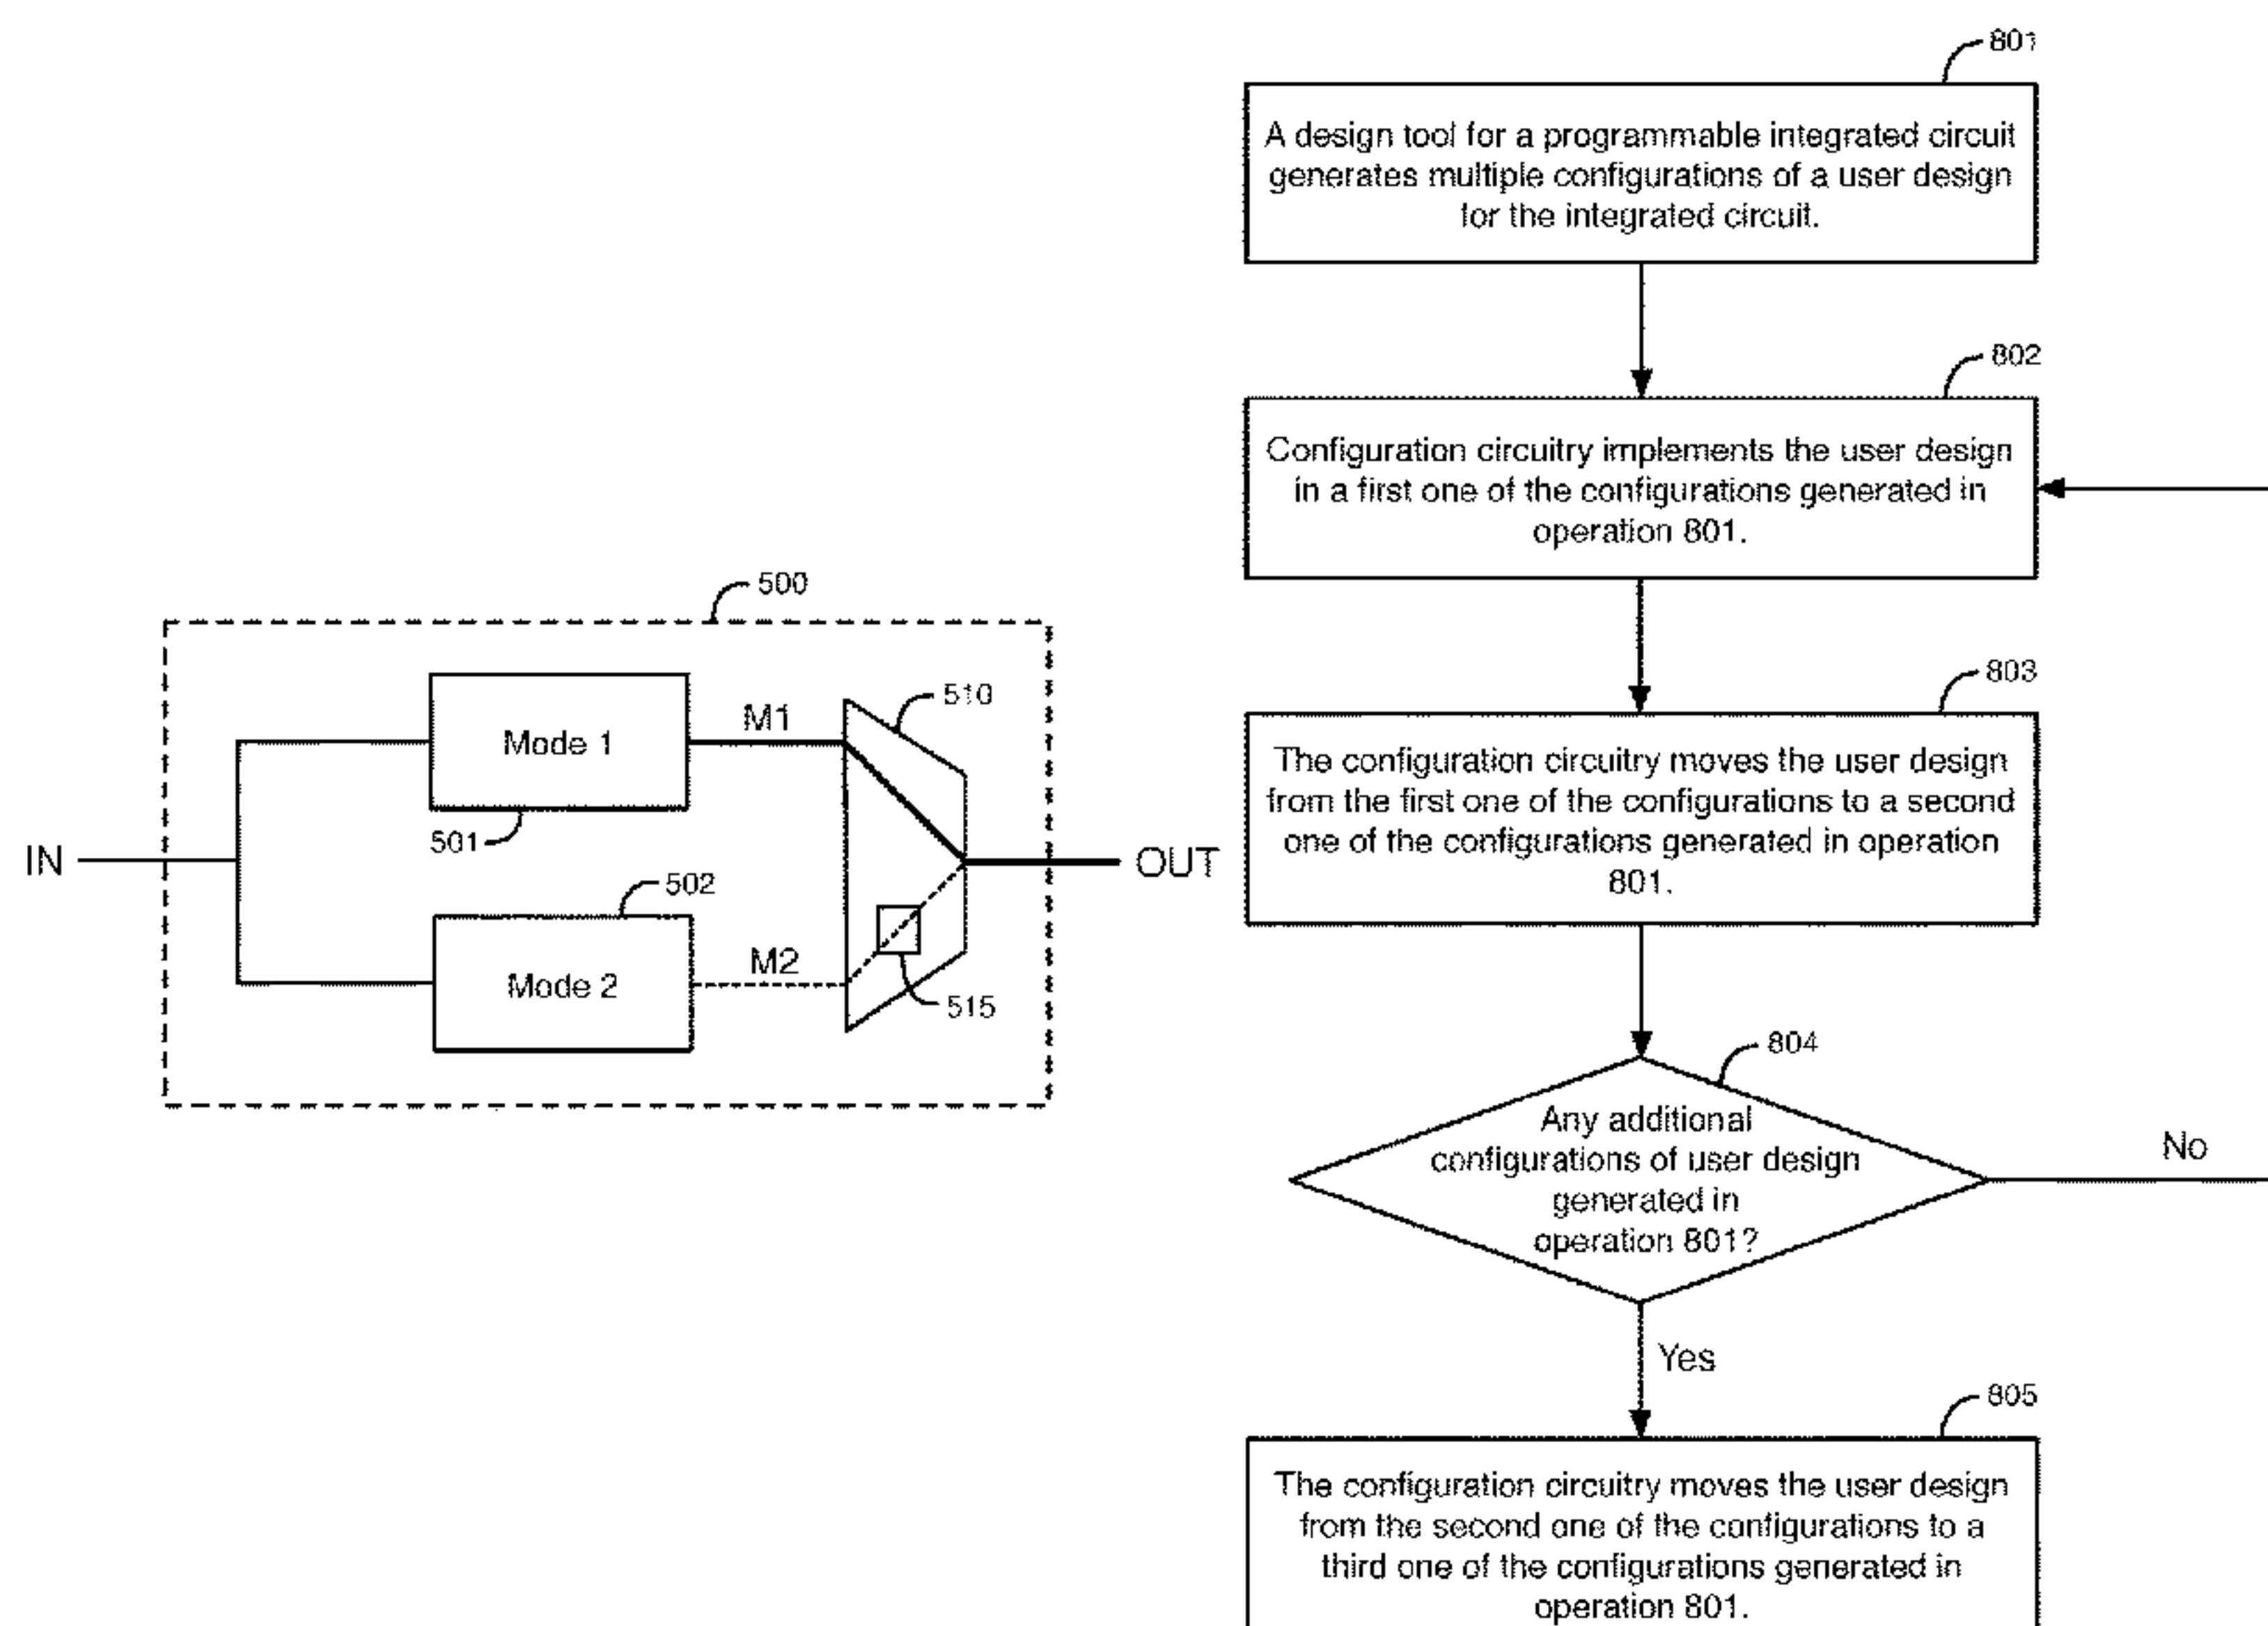 500
Mode 1
M1
510
501
IN
OUT
502
Mode 2
M2
515
801
A design tool for a programmable integrated circuit
generates multiple configurations of a user design
for the integrated circuit.
802
Configuration circuitry implements the user design
in a first one of the configurations generated in
operation 801.
803
The configuration circuitry moves the user design
from the first one of the configurations to a second
one of the configurations generated in operation
801.
804
Any additional
configurations of user design
generated in
operation 801?
No
Yes
805
The configuration circuitry moves the user design
from the second one of the configurations to a
third one of the configurations generated in
operation 801.